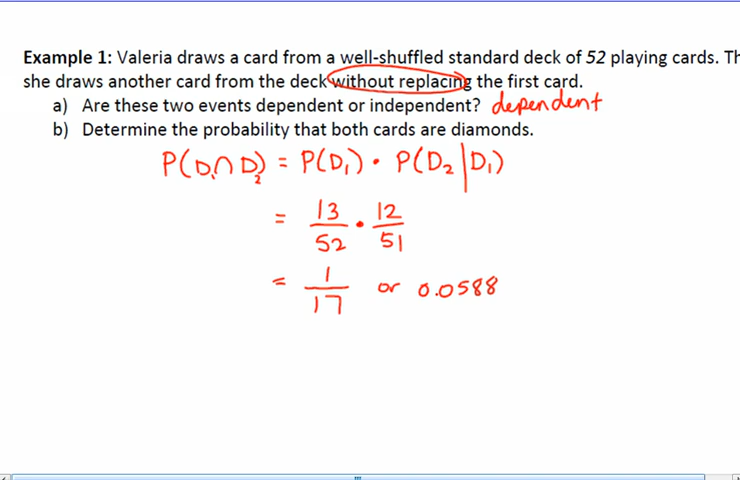 Example 1: Valeria draws a card from a well-shuffled standard deck of 52 playing cards.
she draws another card from the deck without replacing the first card.
a) Are these two events dependent or independent? dependent
b) Determine the probability that both cards are diamonds.
P(D₁∩D₂) = P(D₁) • P(D₂|D₁)
= 13/52 • 12/51
= 1/17 or 0.0588